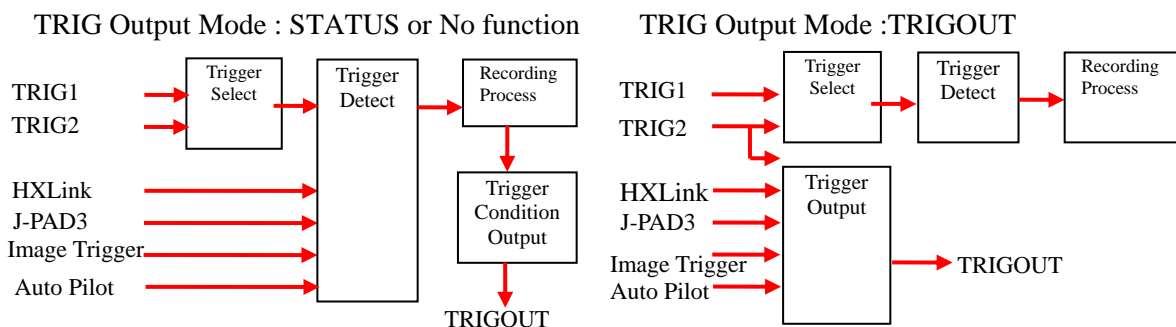 TRIG Output Mode : STATUS or No function
TRIG1
TRIG2
Trigger
Select
Trigger
Detect
Recording
Process
HXLink
J-PAD3
Image Trigger
Auto Pilot
Trigger
Condition
Output
TRIGOUT
TRIG Output Mode :TRIGOUT
TRIG1
TRIG2
Trigger
Select
Trigger
Detect
Recording
Process
HXLink
J-PAD3
Image Trigger
Auto Pilot
Trigger
Output
TRIGOUT